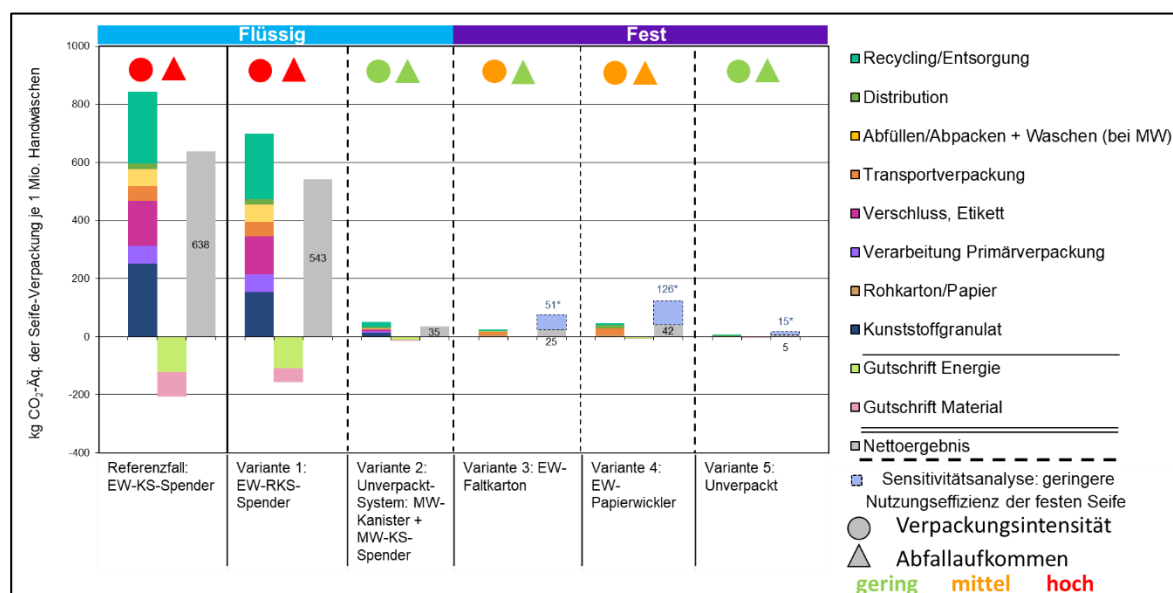 Flüssig
Fest
kg CO₂-Äq. der Seife-Verpackung je 1 Mio. Handwäschen
1000
800
600
400
200
0
-200
-400
638
543
35
51*
25
126*
42
15*
5
Referenzfall:
EW-KS-Spender
Variante 1:
EW-RKS-
Spender
Variante 2:
Unverpackt-
System: MW-
Kanister +
MW-KS-
Spender
Variante 3: EW-
Faltkarton
Variante 4:
EW-
Papierwickler
Variante 5:
Unverpackt
Recycling/Entsorgung
Distribution
Abfüllen/Abpacken + Waschen (bei MW)
Transportverpackung
Verschluss, Etikett
Verarbeitung Primärverpackung
Rohkarton/Papier
Kunststoffgranulat
Gutschrift Energie
Gutschrift Material
Nettoergebnis
Sensitivitätsanalyse: geringere
Nutzungseffizienz der festen Seife
Verpackungsintensität
Abfallaufkommen
gering mittel hoch